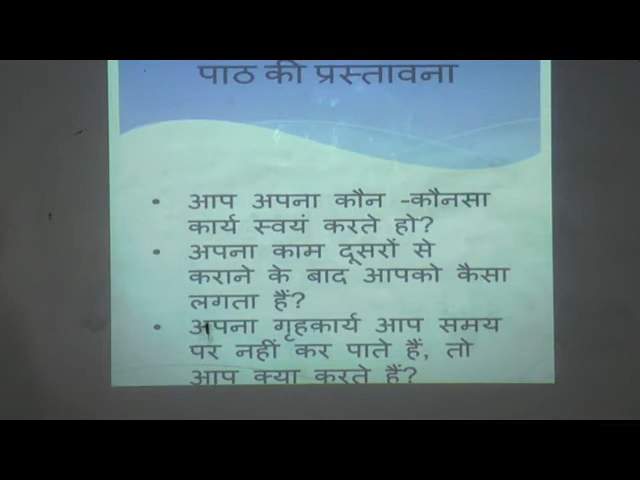 पाठ की प्रस्तावना
• आप अपना कौन -कौनसा
कार्य स्वयं करते हो?
• अपना काम दूसरों से
कराने के बाद आपको कैसा
लगता हैं?
• अपना गृहकार्य आप समय
पर नहीं कर पाते हैं, तो
आप क्या करते हैं?